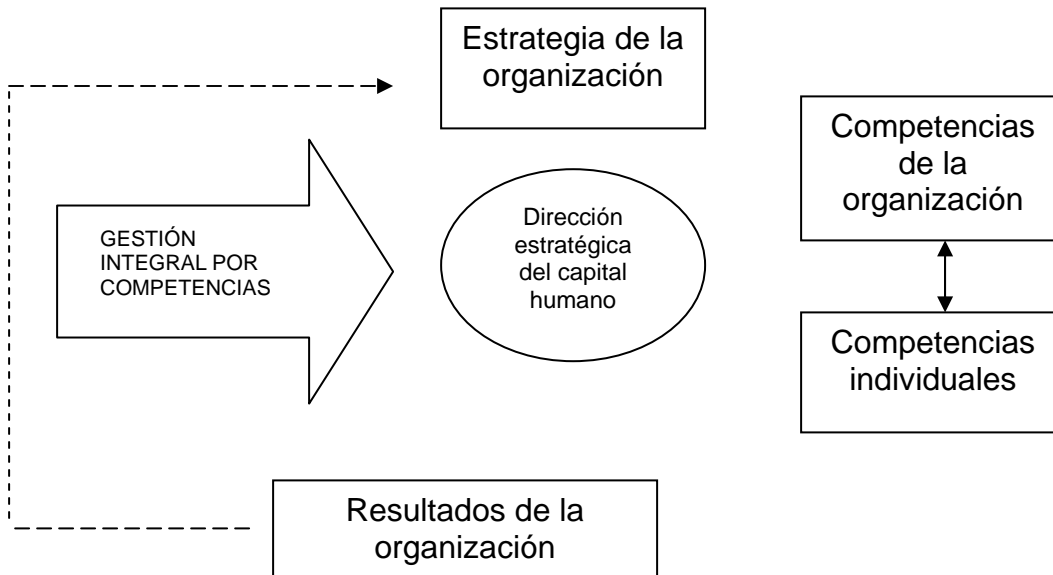 Estrategia de la
organización
Competencias
de la
organización
GESTIÓN
INTEGRAL POR
COMPETENCIAS
Dirección
estratégica
del capital
humano
Competencias
individuales
Resultados de la
organización